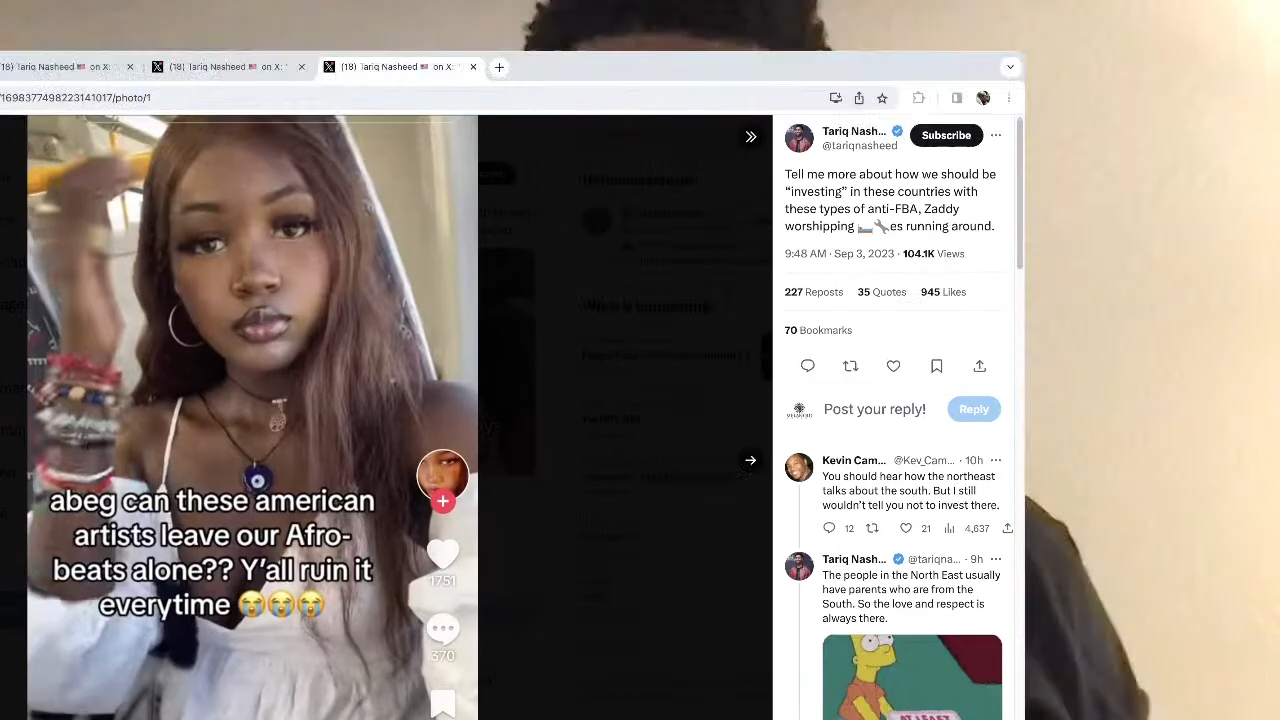 18) Tariq Nasheed 🇺🇸 on X: "
(18) Tariq Nasheed 🇺🇸 on X: "
(18) Tariq Nasheed 🇺🇸 on X: "
/1698377498223141017/photo/1
abeg can these american
artists leave our Afro-
beats alone?? Y'all ruin it
everytime 😭😭😭
1751
370
Tariq Nash...
Subscribe
@tariqnasheed
Tell me more about how we should be
“investing” in these countries with
these types of anti-FBA, Zaddy
worshipping 🛏️🔧es running around.
9:48 AM · Sep 3, 2023 · 104.1K Views
227 Reposts 35 Quotes 945 Likes
70 Bookmarks
Post your reply!
Reply
Kevin Cam... @Kev_Cam... · 10h
You should hear how the northeast
talks about the south. But I still
wouldn't tell you not to invest there.
12 21 4,637
Tariq Nash... @tariqna... · 9h
The people in the North East usually
have parents who are from the
South. So the love and respect is
always there.
AT LEAST